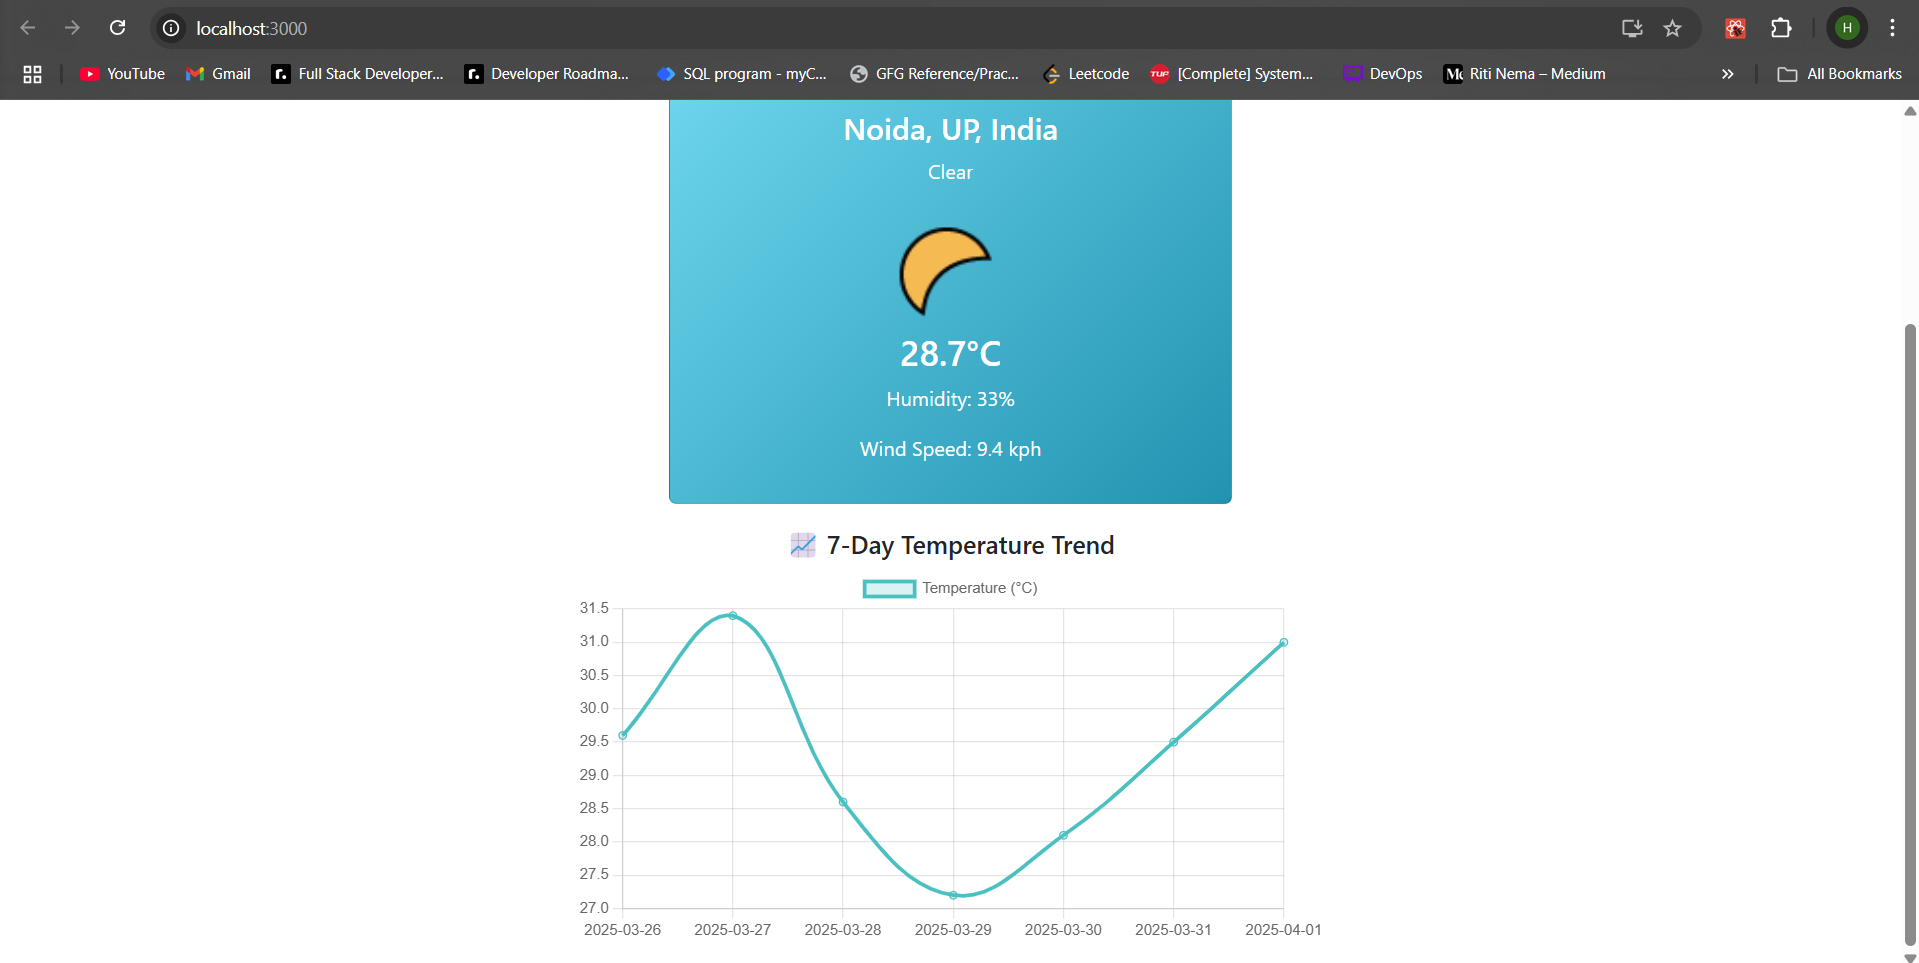 localhost:3000
H
YouTube
Gmail
Full Stack Developer...
Developer Roadma...
SQL program - myC...
GFG Reference/Prac...
Leetcode
TUF
[Complete] System...
DevOps
Riti Nema – Medium
»
All Bookmarks
Noida, UP, India
Clear
28.7°C
Humidity: 33%
Wind Speed: 9.4 kph
7-Day Temperature Trend
Temperature (°C)
31.5
31.0
30.5
30.0
29.5
29.0
28.5
28.0
27.5
27.0
2025-03-26 2025-03-27 2025-03-28 2025-03-29 2025-03-30 2025-03-31 2025-04-01